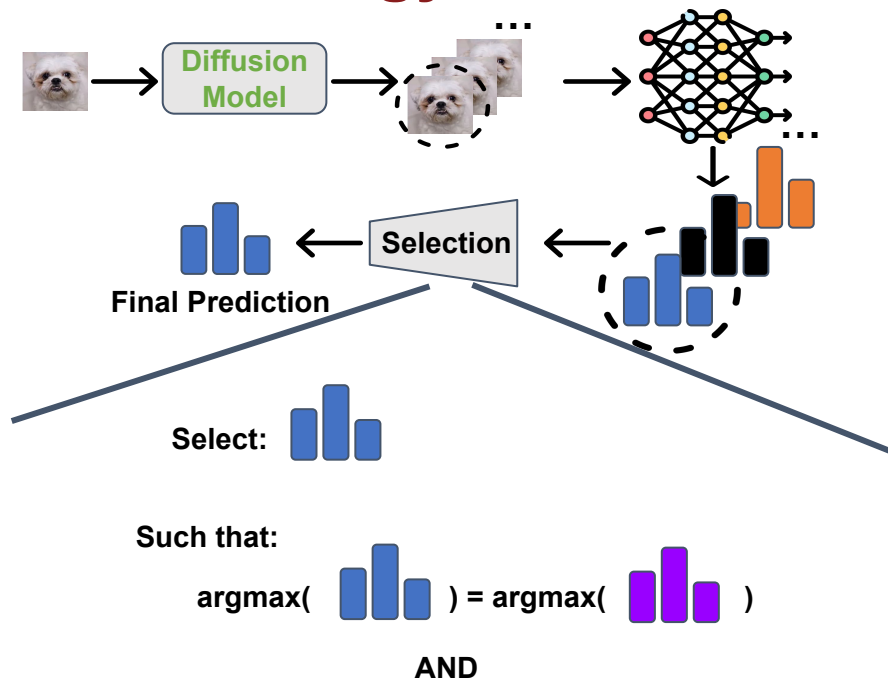 ...
Diffusion
Model
...
Selection
Final Prediction
Select:
Such that:
argmax( ) = argmax( )
AND